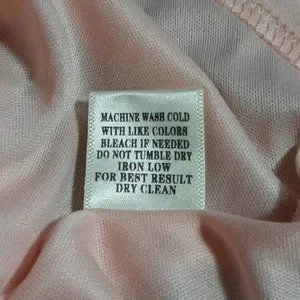 MACHINE WASH COLD
WITH LIKE COLORS
BLEACH IF NEEDED
DO NOT TUMBLE DRY
IRON LOW
FOR BEST RESULT
DRY CLEAN